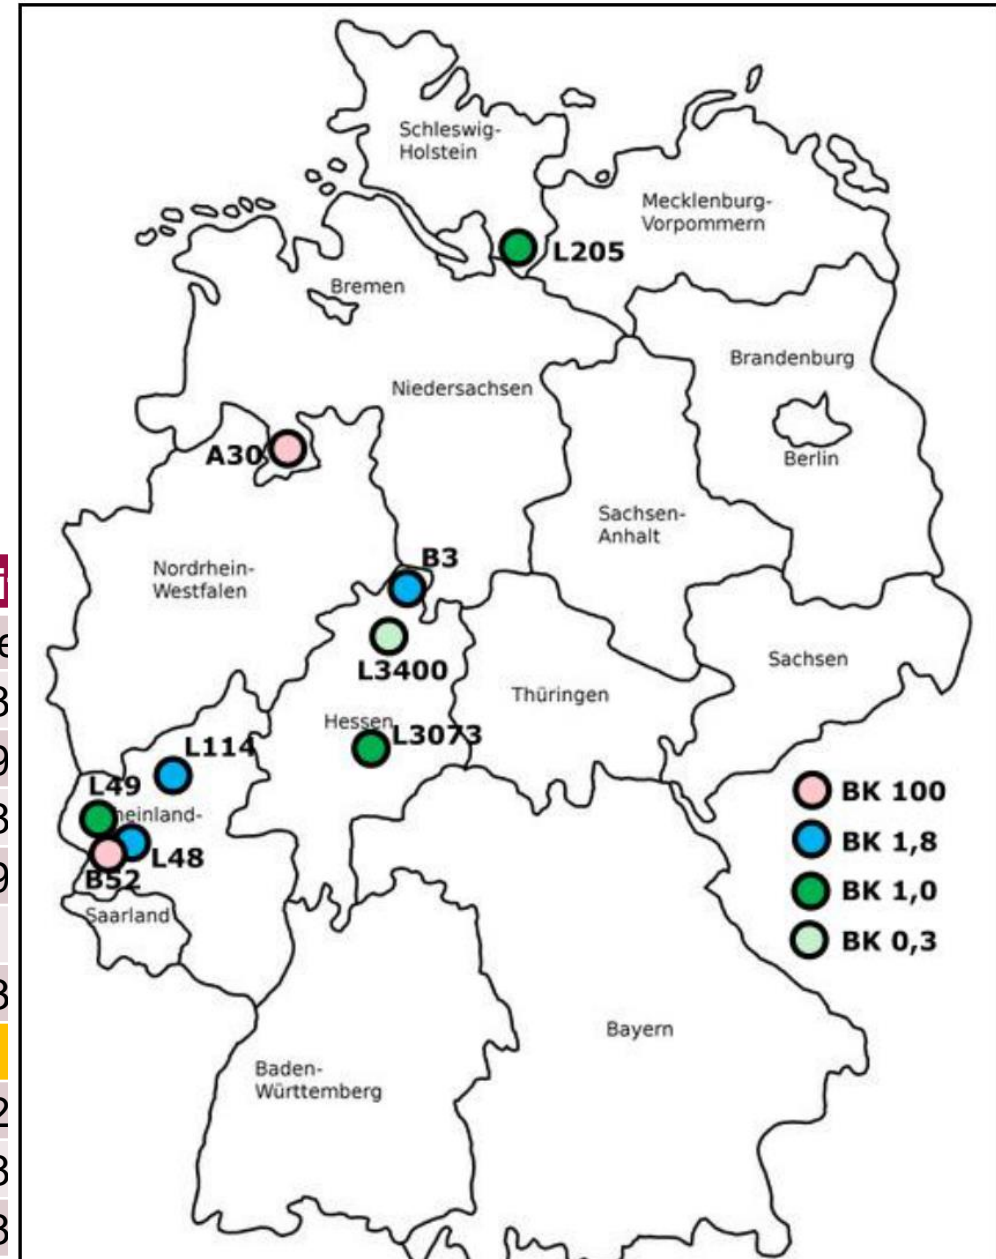 Schleswig-
Holstein
Mecklenburg-
Vorpommern
L205
Bremen
Brandenburg
Niedersachsen
Berlin
A30
Sachsen-
Anhalt
B3
Nordrhein-
Westfalen
L3400
Sachsen
Thüringen
Hessen
L3073
L114
L49
heinland-
L48
B52
Saarland
BK 100
BK 1,8
BK 1,0
BK 0,3
Bayern
Baden-
Württemberg